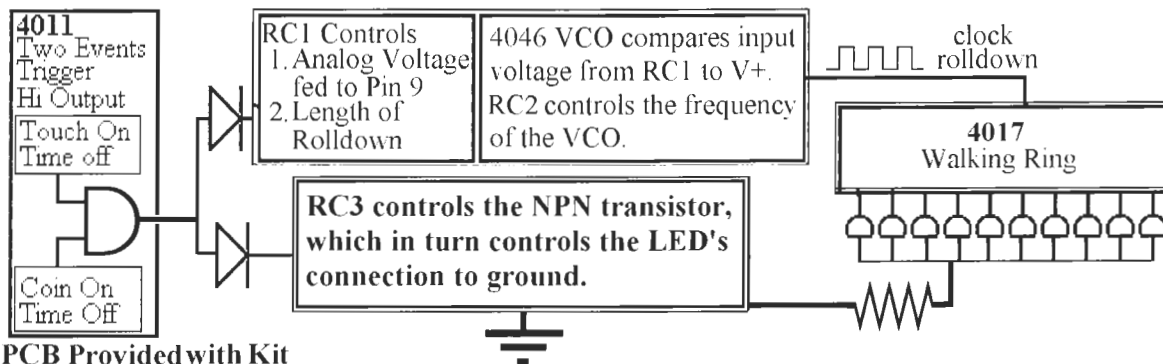 4011
Two Events
Trigger
Hi Output
Touch On
Time off
Coin On
Time Off
PCB Provided with Kit
RC1 Controls
1. Analog Voltage
fed to Pin 9
2. Length of
Rolldown
4046 VCO compares input
voltage from RC1 to V+.
RC2 controls the frequency
of the VCO.
RC3 controls the NPN transistor,
which in turn controls the LED's
connection to ground.
clock
rolldown
4017
Walking Ring